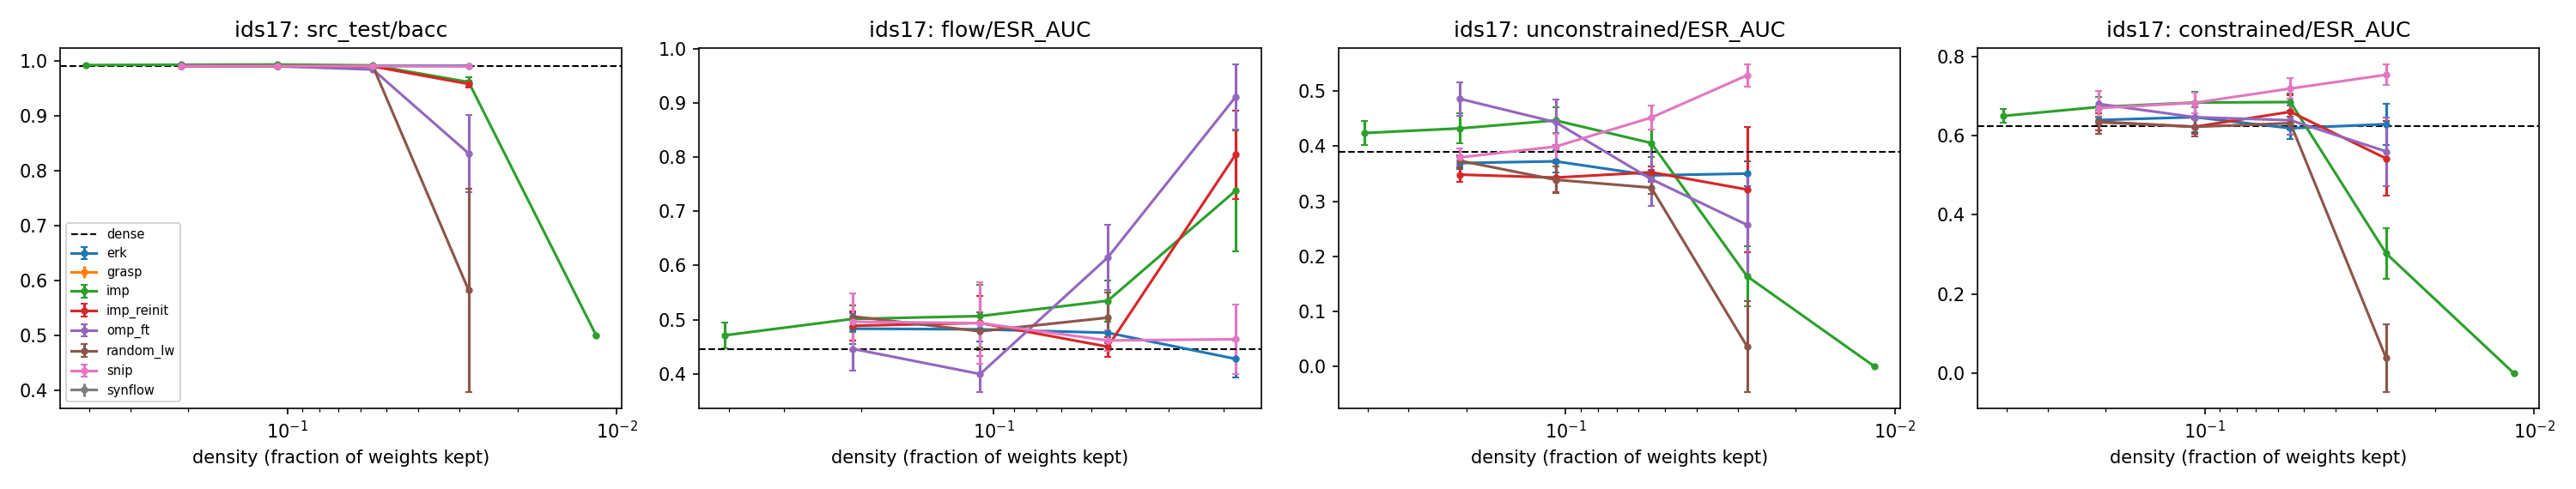 ids17: src_test/bacc
1.0
0.9
0.8
0.7
0.6
0.5
0.4
dense
erk
grasp
imp
imp_reinit
omp_ft
random_lw
snip
synflow
10⁻¹
10⁻²
density (fraction of weights kept)
ids17: flow/ESR_AUC
1.0
0.9
0.8
0.7
0.6
0.5
0.4
10⁻¹
density (fraction of weights kept)
ids17: unconstrained/ESR_AUC
0.5
0.4
0.3
0.2
0.1
0.0
10⁻¹
10⁻²
density (fraction of weights kept)
ids17: constrained/ESR_AUC
0.8
0.6
0.4
0.2
0.0
10⁻¹
10⁻²
density (fraction of weights kept)